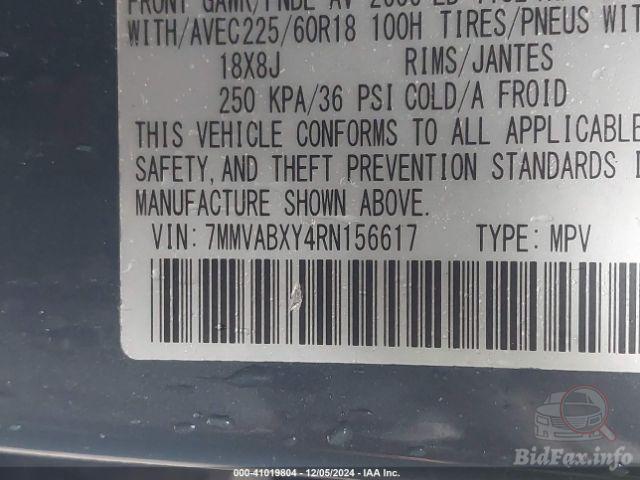 WITH/AVEC225/60R18 100H TIRES/PNEUS WIT
18X8J RIMS/JANTES
250 KPA/36 PSI COLD/A FROID
THIS VEHICLE CONFORMS TO ALL APPLICABLE
SAFETY, AND THEFT PREVENTION STANDARDS I
MANUFACTURE SHOWN ABOVE.
VIN: 7MMVABXY4RN156617 TYPE: MPV
BidFax.info
000-41019804 - 12/05/2024 - IAA Inc.